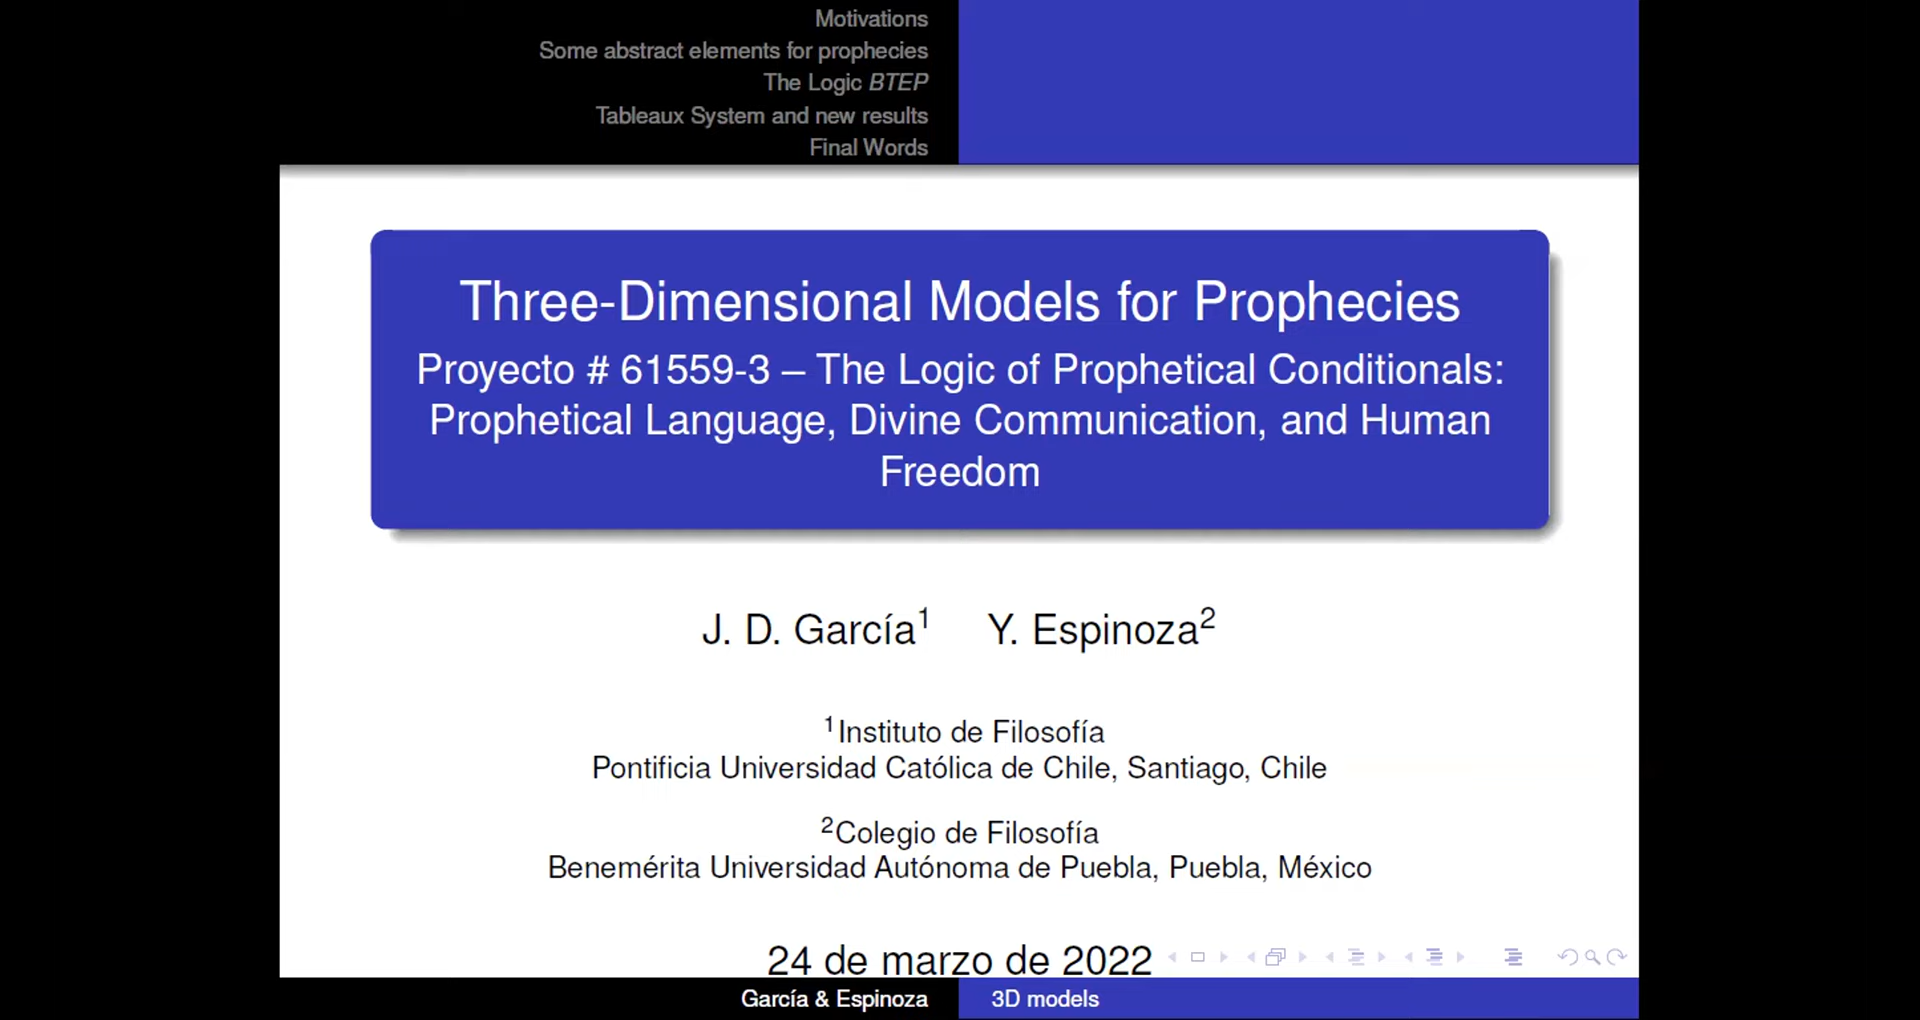 Motivations
Some abstract elements for prophecies
The Logic BTEP
Tableaux System and new results
Final Words
Three-Dimensional Models for Prophecies
Proyecto # 61559-3 – The Logic of Prophetical Conditionals:
Prophetical Language, Divine Communication, and Human
Freedom
J. D. García¹ Y. Espinoza²
¹Instituto de Filosofía
Pontificia Universidad Católica de Chile, Santiago, Chile
²Colegio de Filosofía
Benemérita Universidad Autónoma de Puebla, Puebla, México
24 de marzo de 2022
García & Espinoza 3D models